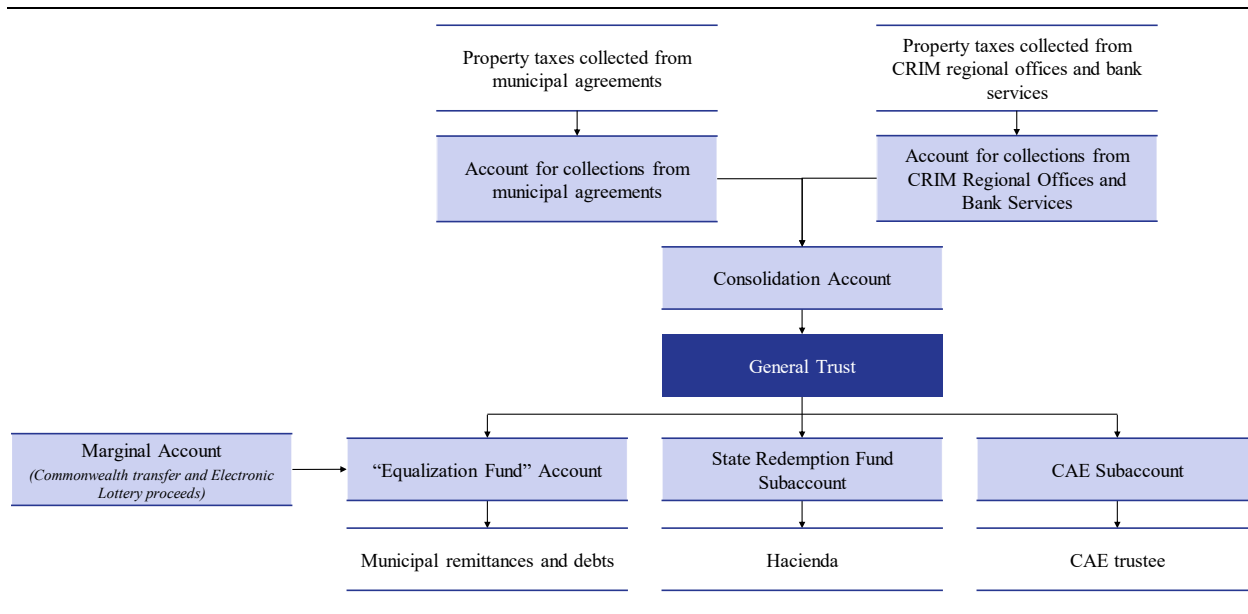 Property taxes collected from
municipal agreements
Property taxes collected from
CRIM regional offices and bank
services
Account for collections from
municipal agreements
Account for collections from
CRIM Regional Offices and
Bank Services
Consolidation Account
General Trust
Marginal Account
(Commonwealth transfer and Electronic
Lottery proceeds)
“Equalization Fund” Account
State Redemption Fund
Subaccount
CAE Subaccount
Municipal remittances and debts
Hacienda
CAE trustee